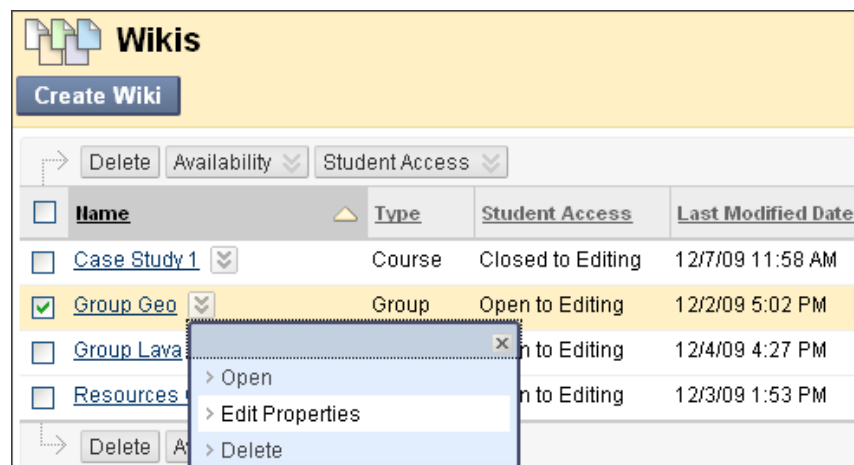 Wikis
Create Wiki
Delete Availability Student Access
Name Type Student Access Last Modified Date
Case Study 1 Course Closed to Editing 12/7/09 11:58 AM
Group Geo Group Open to Editing 12/2/09 5:02 PM
Group Lava n to Editing 12/4/09 4:27 PM
Resources n to Editing 12/3/09 1:53 PM
> Open
> Edit Properties
> Delete
Delete